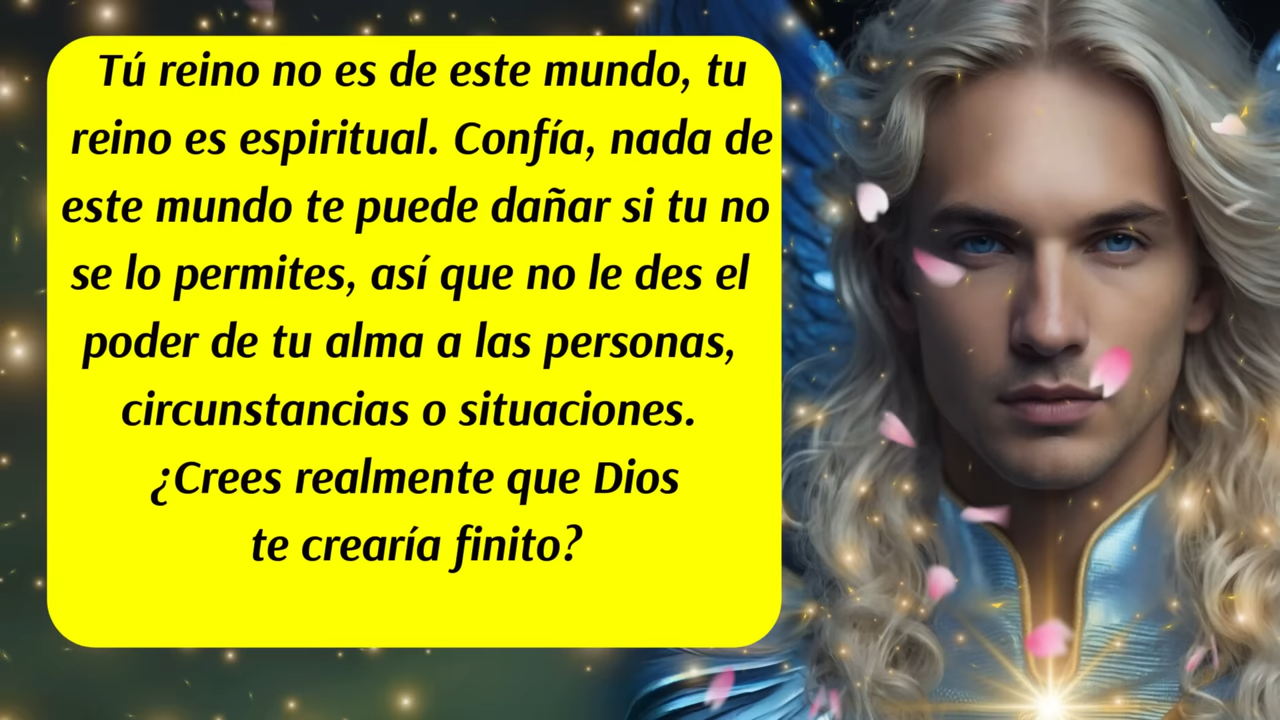 Tú reino no es de este mundo, tu
reino es espiritual. Confía, nada de
este mundo te puede dañar si tu no
se lo permites, así que no le des el
poder de tu alma a las personas,
circunstancias o situaciones.
¿Crees realmente que Dios
te crearía finito?